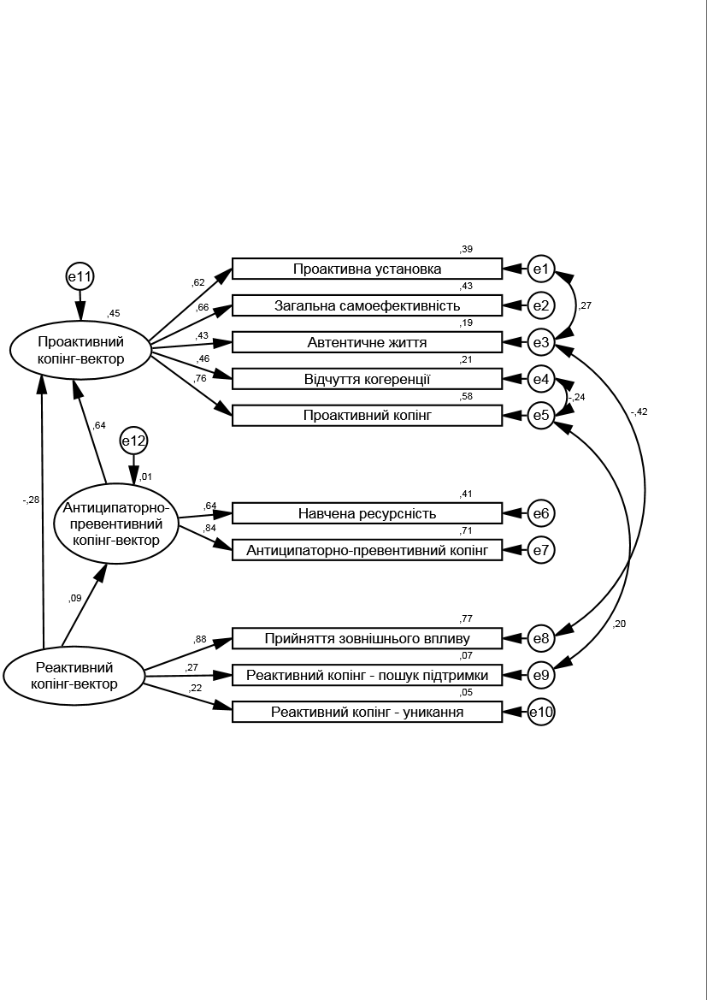 ,39
Проактивна установка
e1
e11
,62
,43
Загальна самоефективність
e2
,27
,45
,66
,19
Проактивний
копінг-вектор
,43
Автентичне життя
e3
,46
,21
Відчуття когеренції
e4
,76
,58
-,24
Проактивний копінг
e5
-,42
,64
e12
,01
-,28
Антиципаторно-
превентивний
копінг-вектор
,64
,41
Навчена ресурсність
e6
,84
,71
Антиципаторно-превентивний копінг
e7
,09
,20
,77
,88
Прийняття зовнішнього впливу
e8
Реактивний
копінг-вектор
,07
,27
Реактивний копінг - пошук підтримки
e9
,22
,05
Реактивний копінг - уникання
e10